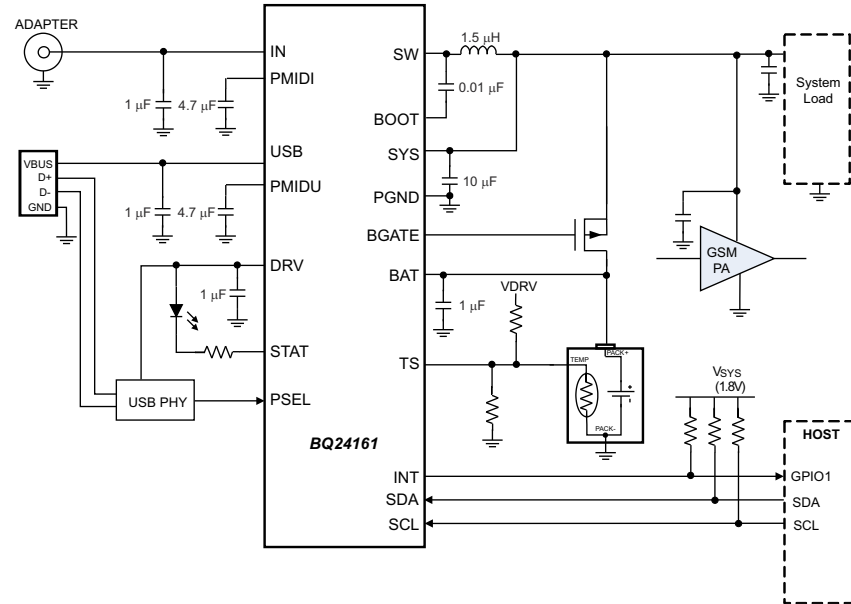 ADAPTER
IN
PMIDI
1 μF
4.7 μF
VBUS
D+
D-
GND
USB
PMIDU
1 μF
4.7 μF
DRV
1 μF
STAT
USB PHY
PSEL
BQ24161
SW
1.5 μH
0.01 μF
BOOT
SYS
10 μF
PGND
BGATE
BAT
1 μF
VDRV
TS
TEMP
PACK+
+
-
PACK-
INT
SDA
SCL
System
Load
GSM
PA
VSYS
(1.8V)
HOST
GPIO1
SDA
SCL